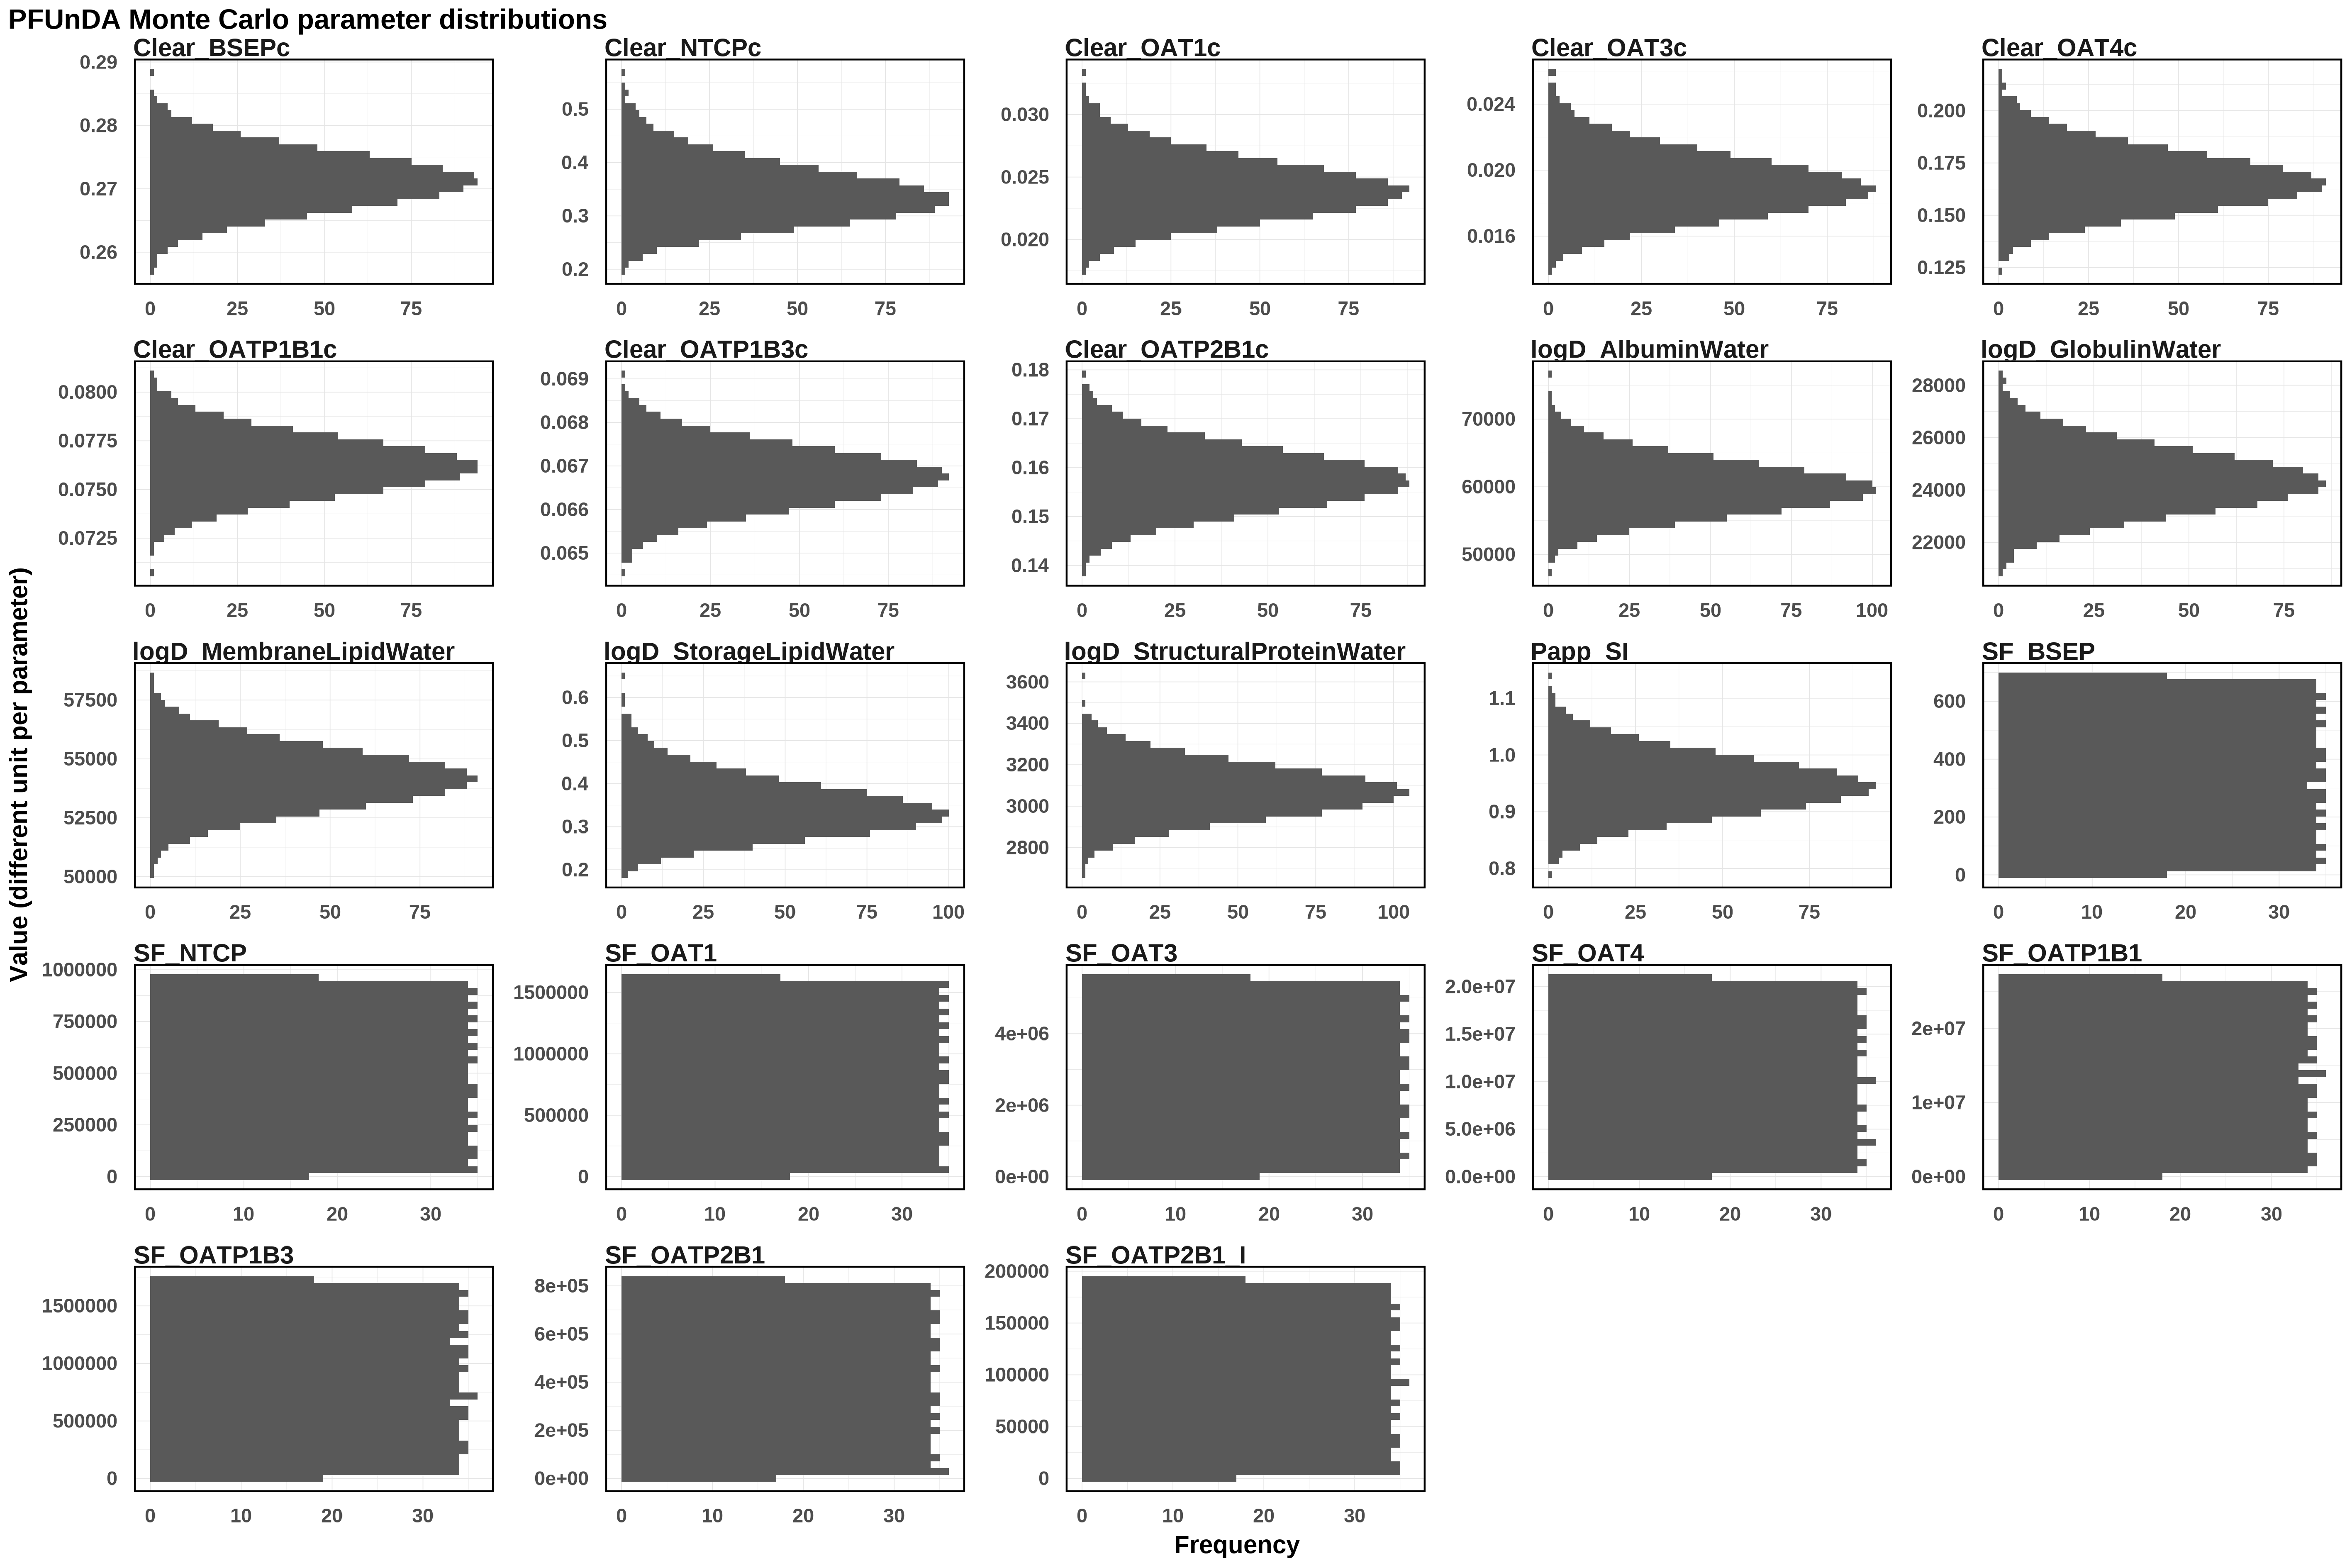 PFUnDA Monte Carlo parameter distributions
Clear_BSEPc Clear_NTCPc Clear_OAT1c Clear_OAT3c Clear_OAT4c
0.29 0.28 0.27 0.26
0 25 50 75
0.5 0.4 0.3 0.2
0 25 50 75
0.030 0.025 0.020
0 25 50 75
0.024 0.020 0.016
0 25 50 75
0.200 0.175 0.150 0.125
0 25 50 75
Clear_OATP1B1c Clear_OATP1B3c Clear_OATP2B1c logD_AlbuminWater logD_GlobulinWater
0.0800 0.0775 0.0750 0.0725
0 25 50 75
0.069 0.068 0.067 0.066 0.065
0 25 50 75
0.18 0.17 0.16 0.15 0.14
0 25 50 75
70000 60000 50000
0 25 50 75 100
28000 26000 24000 22000
0 25 50 75
Value (different unit per parameter)
logD_MembraneLipidWater logD_StorageLipidWater logD_StructuralProteinWater Papp_SI SF_BSEP
57500 55000 52500 50000
0 25 50 75
0.6 0.5 0.4 0.3 0.2
0 25 50 75 100
3600 3400 3200 3000 2800
0 25 50 75 100
1.1 1.0 0.9 0.8
0 25 50 75
600 400 200 0
0 10 20 30
SF_NTCP SF_OAT1 SF_OAT3 SF_OAT4 SF_OATP1B1
1000000 750000 500000 250000 0
0 10 20 30
1500000 1000000 500000 0
0 10 20 30
4e+06 2e+06 0e+00
0 10 20 30
2.0e+07 1.5e+07 1.0e+07 5.0e+06 0.0e+00
0 10 20 30
2e+07 1e+07 0e+00
0 10 20 30
SF_OATP1B3 SF_OATP2B1 SF_OATP2B1_I
1500000 1000000 500000 0
0 10 20 30
8e+05 6e+05 4e+05 2e+05 0e+00
0 10 20 30
200000 150000 100000 50000 0
0 10 20 30
Frequency